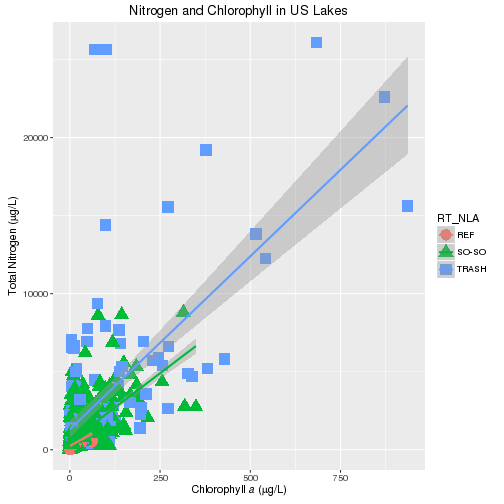 Nitrogen and Chlorophyll in US Lakes
Total Nitrogen (µg/L)
20000
10000
0
0
250
500
750
Chlorophyll a (µg/L)
RT_NLA
REF
SO-SO
TRASH